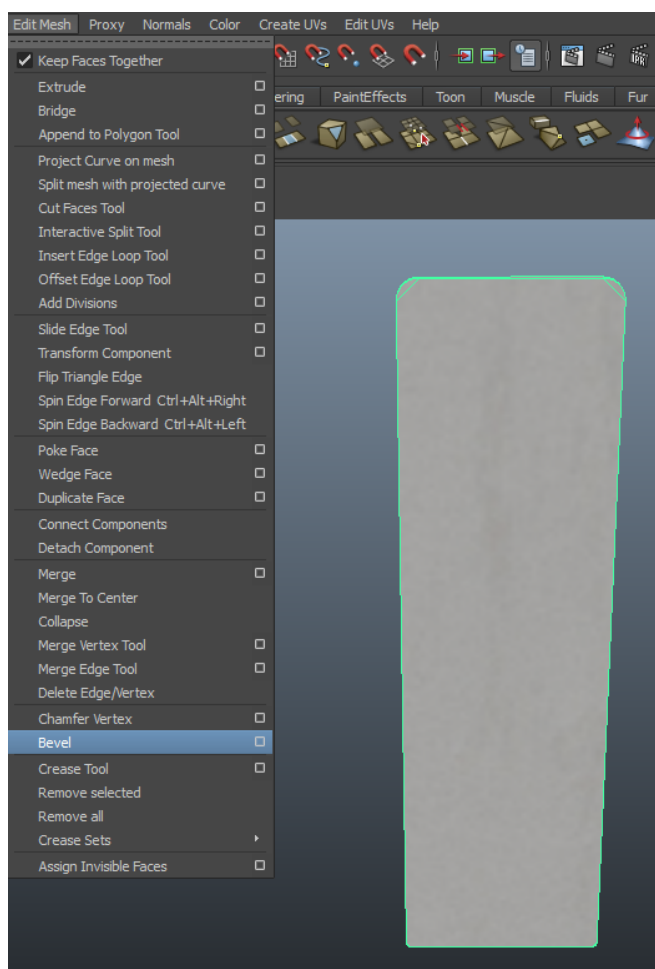 Edit Mesh Proxy Normals Color Create UVs Edit UVs Help
Keep Faces Together
Extrude
Bridge
Append to Polygon Tool
Project Curve on mesh
Split mesh with projected curve
Cut Faces Tool
Interactive Split Tool
Insert Edge Loop Tool
Offset Edge Loop Tool
Add Divisions
Slide Edge Tool
Transform Component
Flip Triangle Edge
Spin Edge Forward Ctrl+Alt+Right
Spin Edge Backward Ctrl+Alt+Left
Poke Face
Wedge Face
Duplicate Face
Connect Components
Detach Component
Merge
Merge To Center
Collapse
Merge Vertex Tool
Merge Edge Tool
Delete Edge/Vertex
Chamfer Vertex
Bevel
Crease Tool
Remove selected
Remove all
Crease Sets
Assign Invisible Faces
IPR
ering PaintEffects Toon Muscle Fluids Fur